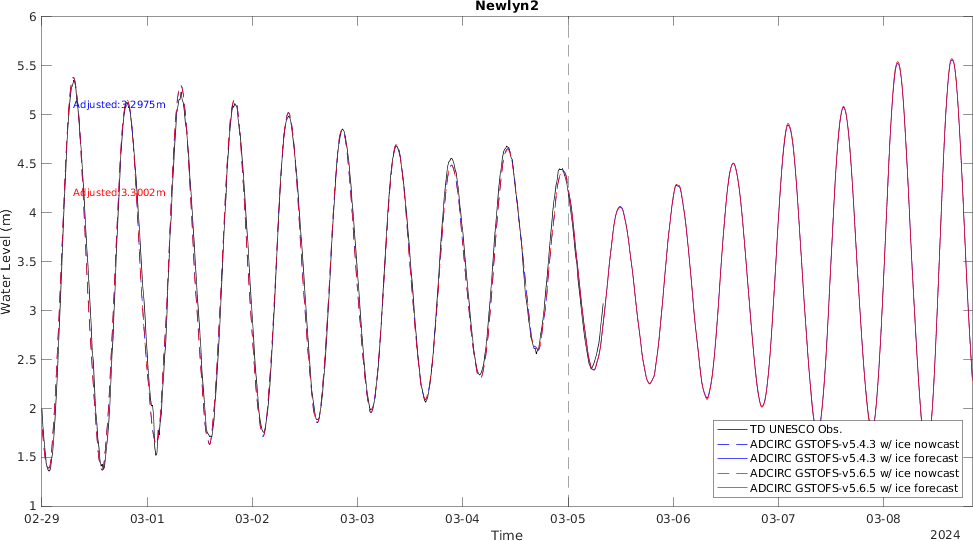 Newlyn2
6
5.5
5
4.5
4
3.5
3
2.5
2
1.5
1
Water Level (m)
Adjusted:3.2975m
Adjusted:3.3002m
TD UNESCO Obs.
ADCIRC GSTOFS-v5.4.3 w/ ice nowcast
ADCIRC GSTOFS-v5.4.3 w/ ice forecast
ADCIRC GSTOFS-v5.6.5 w/ ice nowcast
ADCIRC GSTOFS-v5.6.5 w/ ice forecast
02-29 03-01 03-02 03-03 03-04 03-05 03-06 03-07 03-08
Time
2024